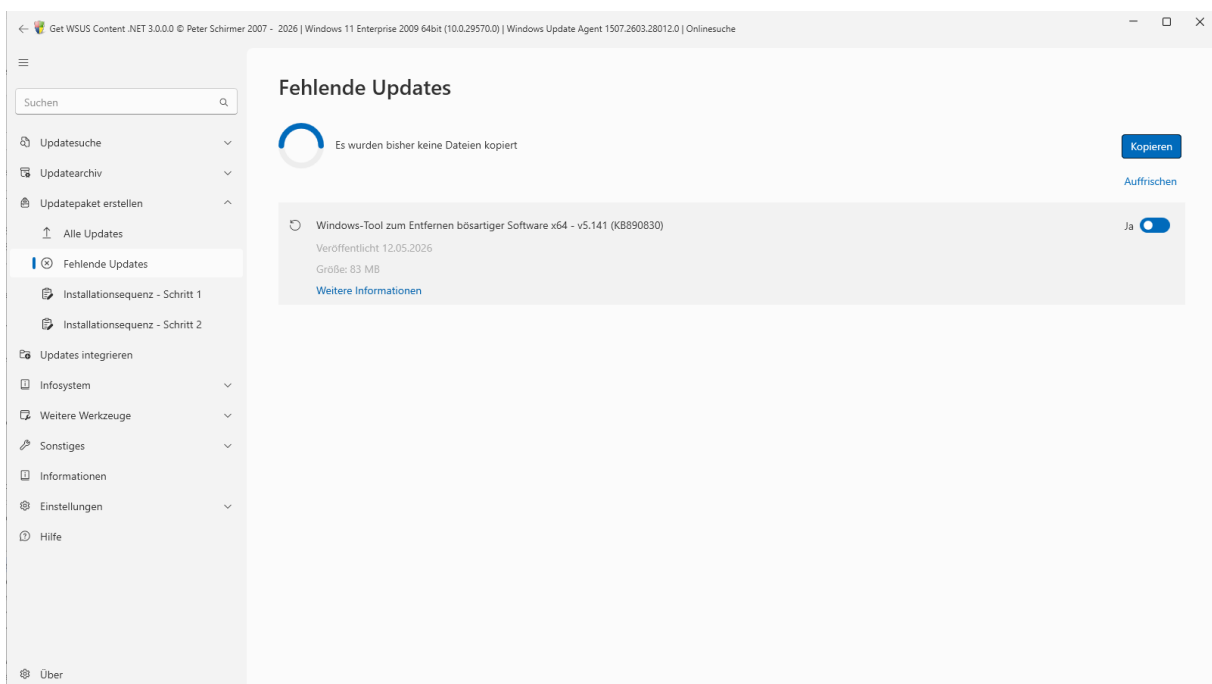 Get WSUS Content .NET 3.0.0.0 © Peter Schirmer 2007 - 2026 | Windows 11 Enterprise 2009 64bit (10.0.29570.0) | Windows Update Agent 1507.2603.28012.0 | Onlinesuche
Suchen
Updatesuche
Updatearchiv
Updatepaket erstellen
Alle Updates
Fehlende Updates
Installationsequenz - Schritt 1
Installationsequenz - Schritt 2
Updates integrieren
Infosystem
Weitere Werkzeuge
Sonstiges
Informationen
Einstellungen
Hilfe
Über
Fehlende Updates
Es wurden bisher keine Dateien kopiert
Kopieren
Auffrischen
Windows-Tool zum Entfernen bösartiger Software x64 - v5.141 (KB890830)
Ja
Veröffentlicht 12.05.2026
Größe: 83 MB
Weitere Informationen